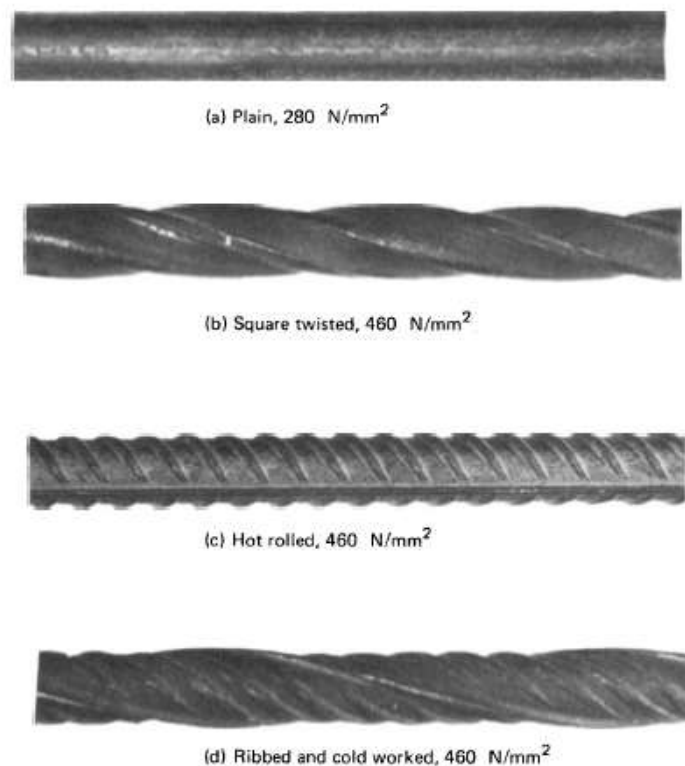 (a) Plain, 280 N/mm²
(b) Square twisted, 460 N/mm²
(c) Hot rolled, 460 N/mm²
(d) Ribbed and cold worked, 460 N/mm²